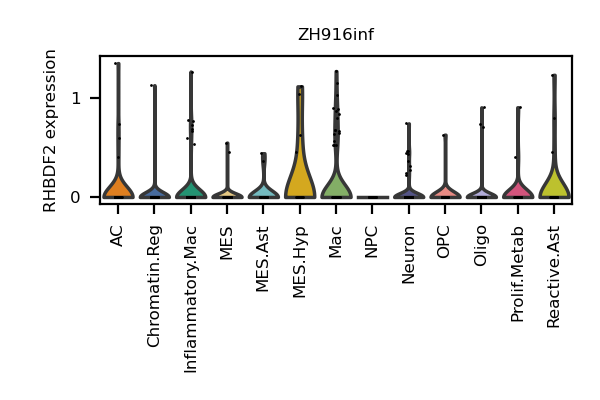 ZH916inf
RHBDF2 expression
1
0
AC
Chromatin.Reg
Inflammatory.Mac
MES
MES.Ast
MES.Hyp
Mac
NPC
Neuron
OPC
Oligo
Prolif.Metab
Reactive.Ast